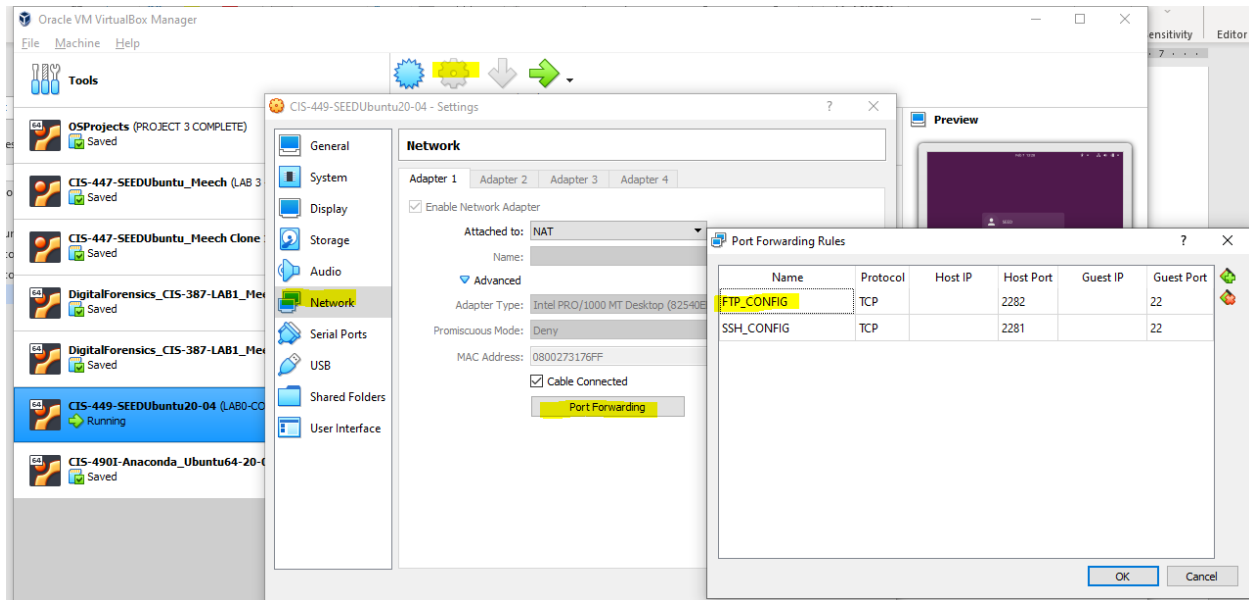 Oracle VM VirtualBox Manager
File Machine Help
ensitivity
Editor
7
Tools
OSProjects (PROJECT 3 COMPLETE)
Saved
CIS-447-SEEDUbuntu_Meech (LAB 3
Saved
CIS-447-SEEDUbuntu_Meech Clone
Saved
DigitalForensics_CIS-387-LAB1_Mee
Saved
DigitalForensics_CIS-387-LAB1_Mee
Saved
CIS-449-SEEDUbuntu20-04 (LAB0-CO
Running
CIS-490I-Anaconda_Ubuntu64-20-0
Saved
CIS-449-SEEDUbuntu20-04 - Settings
General
System
Display
Storage
Audio
Network
Serial Ports
USB
Shared Folders
User Interface
Network
Adapter 1 Adapter 2 Adapter 3 Adapter 4
Enable Network Adapter
Attached to: NAT
Name:
Advanced
Adapter Type: Intel PRO/1000 MT Desktop (82540E
Promiscuous Mode: Deny
MAC Address: 0800273176FF
Cable Connected
Port Forwarding
Preview
Port Forwarding Rules
Name Protocol Host IP Host Port Guest IP Guest Port
FTP_CONFIG TCP 2282 22
SSH_CONFIG TCP 2281 22
OK Cancel